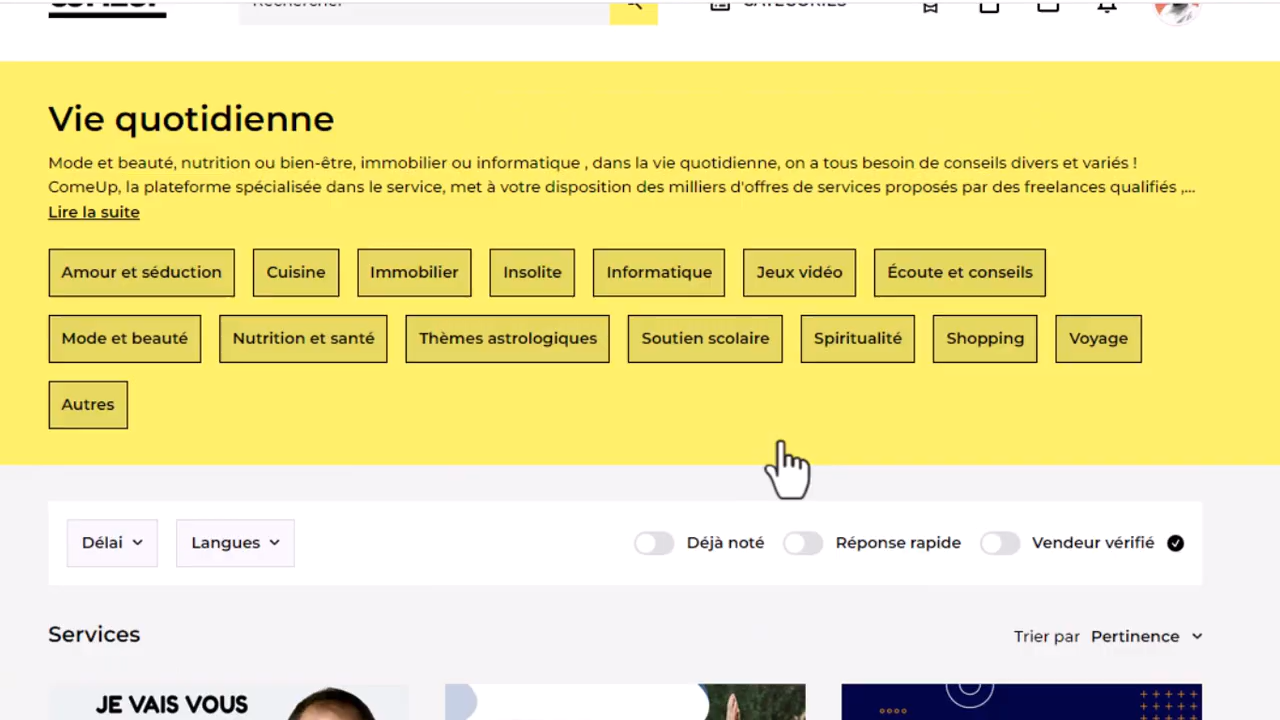 Vie quotidienne
Mode et beauté, nutrition ou bien-être, immobilier ou informatique , dans la vie quotidienne, on a tous besoin de conseils divers et variés !
ComeUp, la plateforme spécialisée dans le service, met à votre disposition des milliers d'offres de services proposés par des freelances qualifiés ,...
Lire la suite
Amour et séduction Cuisine Immobilier Insolite Informatique Jeux vidéo Écoute et conseils
Mode et beauté Nutrition et santé Thèmes astrologiques Soutien scolaire Spiritualité Shopping Voyage
Autres
Délai Langues Déjà noté Réponse rapide Vendeur vérifié
Services Trier par Pertinence
JE VAIS VOUS